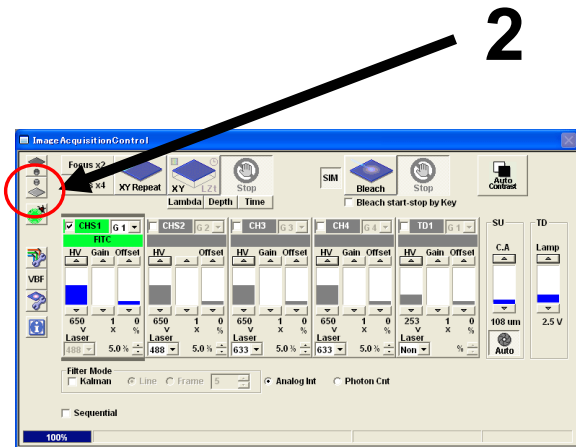 2
Image Acquisition Control
Focus x2
x4
XY Repeat
XY
LZt
Stop
SIM
Bleach
Stop
Auto Contrast
Lambda Depth Time
Bleach start-stop by Key
CHS1 G 1
CHS2 G 2
CH3 G 3
CH4 G 4
TD1 G 1
SU
TD
FITC
HV Gain Offset
HV Offset
HV Gain Offset
HV Gain Offset
HV Gain Offset
C.A
Lamp
VBF
650 1 0
650 1 0
650 1 0
650 1 0
253 1 0
V X %
V X %
V X %
V X %
V X %
108 um
2.5 V
Laser
Laser
Laser
Laser
Laser
488 5.0 %
488 5.0 %
633 5.0 %
633 5.0 %
Non %
Auto
Filter Mode
Kalman Line Frame 5 Analog Int Photon Cnt
Sequential
100%